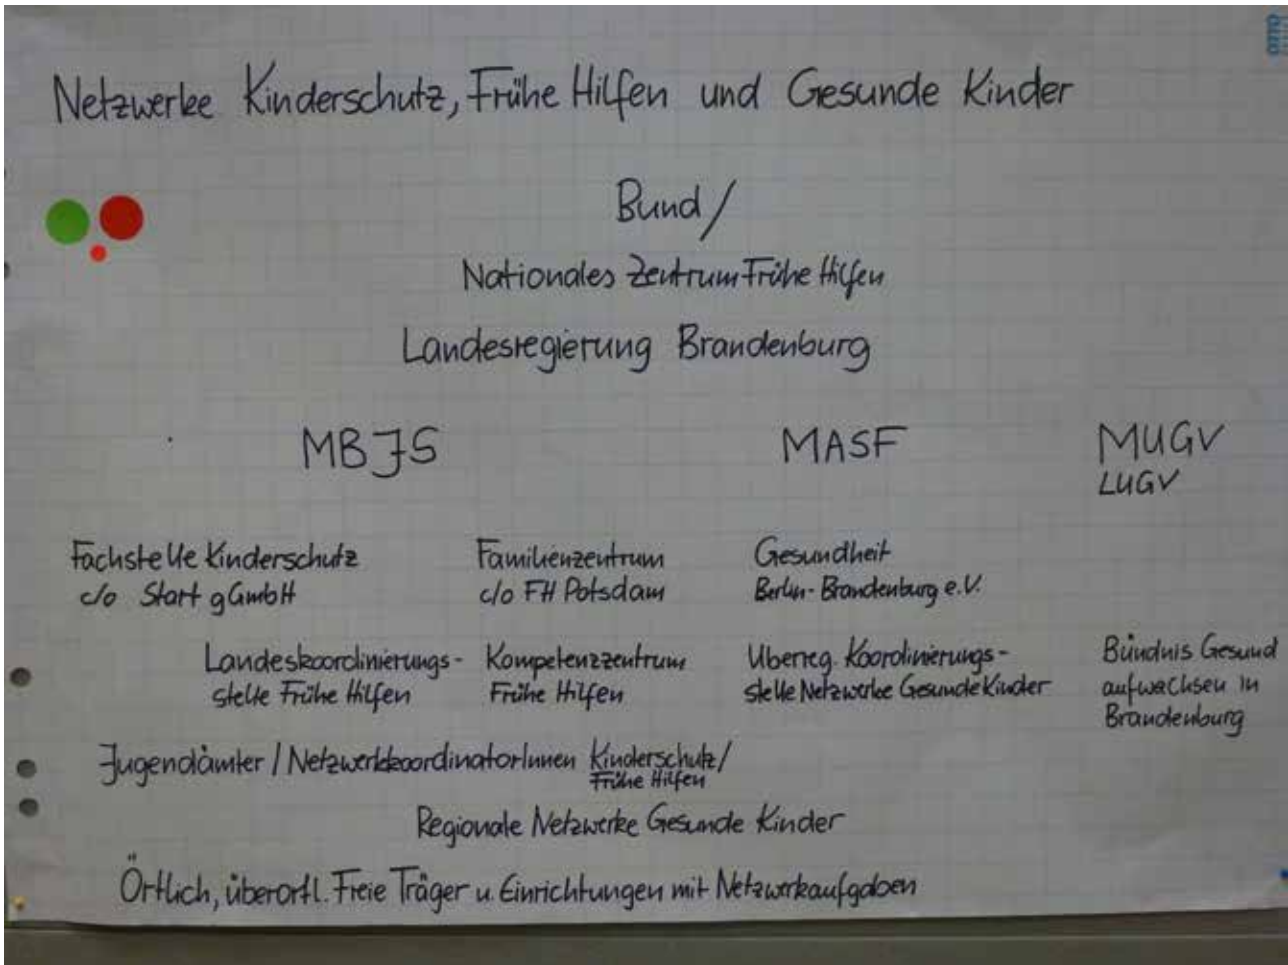 Netzwerke Kinderschutz, Frühe Hilfen und Gesunde Kinder
Bund/
Nationales Zentrum Frühe Hilfen
Landesregierung Brandenburg
MBJS MASF MUGV
LUGV
Fachstelle Kinderschutz Familienzentrum Gesundheit
c/o Start gGmbH c/o FH Potsdam Berlin-Brandenburg e.V.
Landeskoordinierungs- Kompetenzzentrum Überreg. Koordinierungs- Bündnis Gesund
stelle Frühe Hilfen Frühe Hilfen stelle Netzwerke Gesunde Kinder aufwachsen in
Brandenburg
Jugendämter / NetzwerkkoordinatorInnen Kinderschutz/
Frühe Hilfen
Regionale Netzwerke Gesunde Kinder
Örtlich, überörtl. Freie Träger u. Einrichtungen mit Netzwerkaufgaben